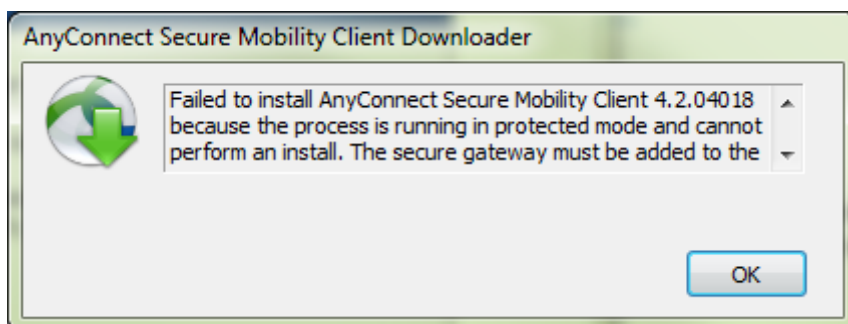 AnyConnect Secure Mobility Client Downloader
Failed to install AnyConnect Secure Mobility Client 4.2.04018
because the process is running in protected mode and cannot
perform an install. The secure gateway must be added to the
OK